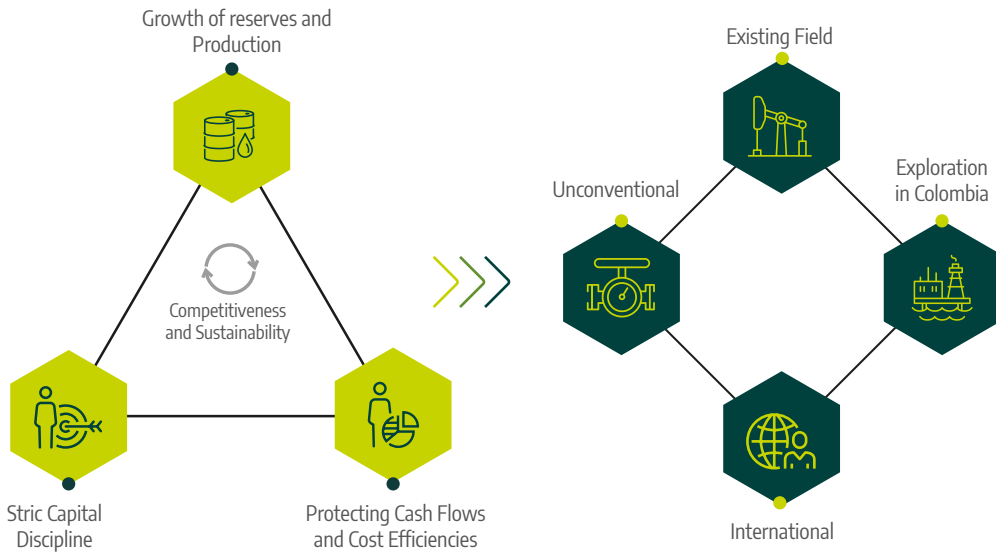 Growth of reserves and
Production
Competitiveness
and Sustainability
Stric Capital
Discipline
Protecting Cash Flows
and Cost Efficiencies
Existing Field
Unconventional
Exploration
in Colombia
International